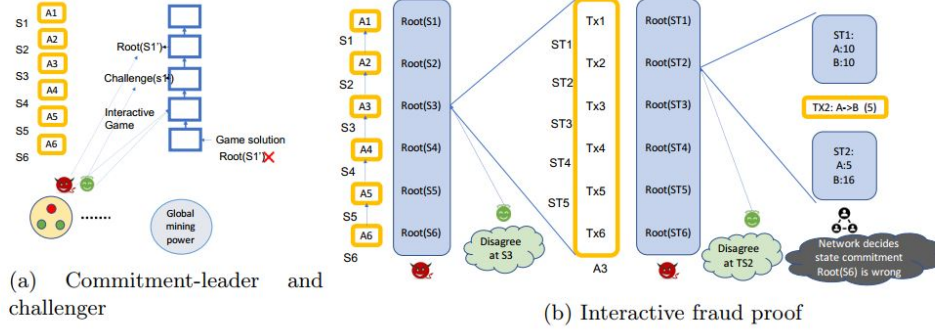 A1
S1
A2
S2
A3
S3
A4
S4
A5
S5
A6
S6
Root(S1')
Challenge(s1')
Interactive
Game
Game solution
Root(S1')
.......
Global
mining
power
(a) Commitment-leader and
challenger
A1
S1
A2
S2
A3
S3
A4
S4
A5
S5
A6
S6
Root(S1)
Root(S2)
Root(S3)
Root(S4)
Root(S5)
Root(S6)
Disagree
at S3
Tx1
ST1
Tx2
ST2
Tx3
ST3
Tx4
ST4
Tx5
ST5
Tx6
A3
Root(ST1)
Root(ST2)
Root(ST3)
Root(ST4)
Root(ST5)
Root(ST6)
Disagree
at TS2
ST1:
A:10
B:10
TX2: A->B (5)
ST2:
A:5
B:16
Network decides
state commitment
Root(S6) is wrong
(b) Interactive fraud proof